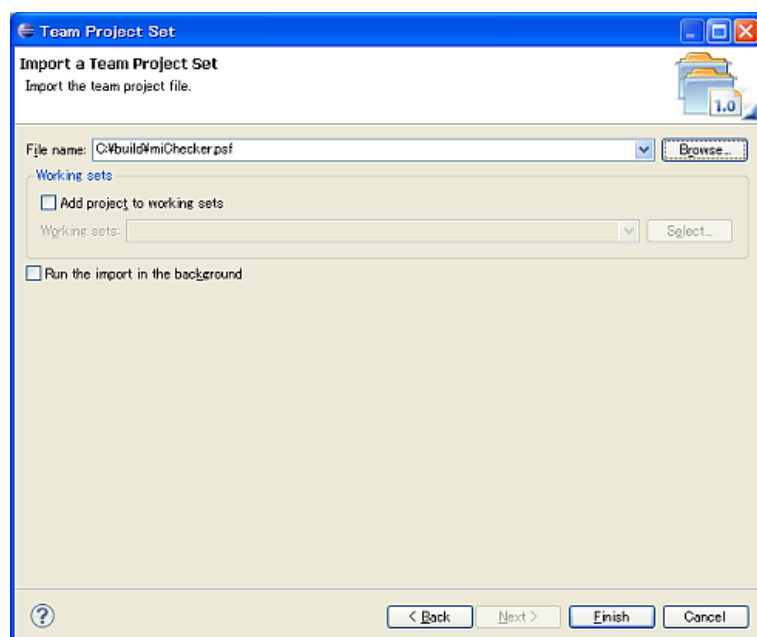 Team Project Set
Import a Team Project Set
Import the team project file.
1.0
File name: C:¥build¥miChecker.psf Browse...
Working sets
Add project to working sets
Working sets: Select...
Run the import in the background
? < Back Next > Finish Cancel